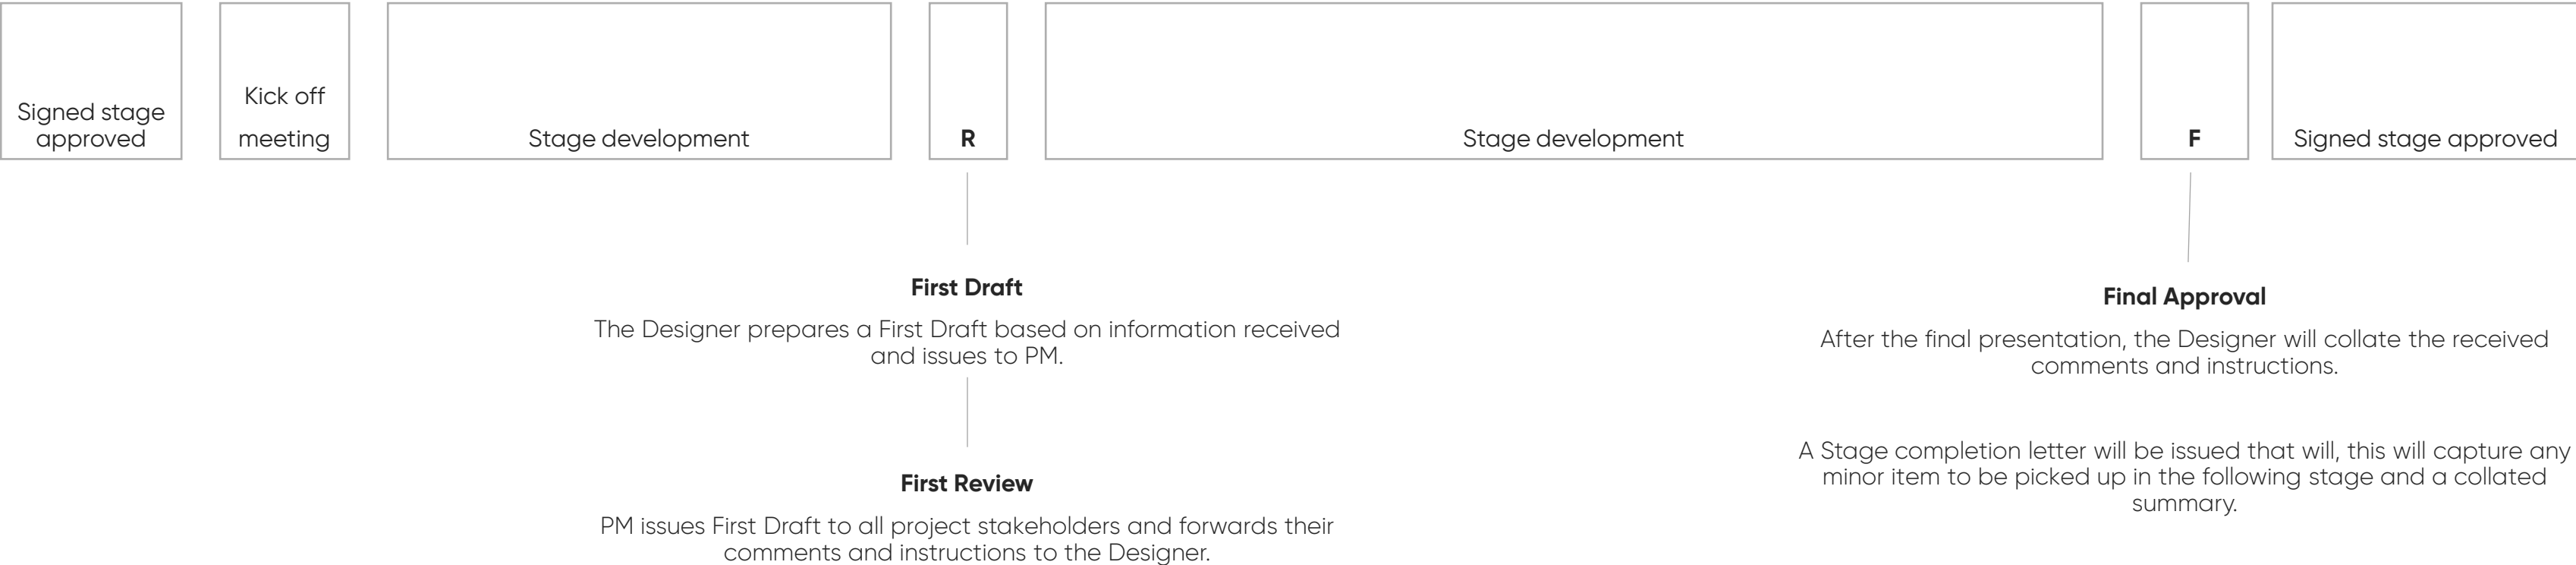 Signed stage
approved
Kick off
meeting
Stage development
R
Stage development
F
Signed stage approved
First Draft
The Designer prepares a First Draft based on information received
and issues to PM.
First Review
PM issues First Draft to all project stakeholders and forwards their
comments and instructions to the Designer.
Final Approval
After the final presentation, the Designer will collate the received
comments and instructions.
A Stage completion letter will be issued that will, this will capture any
minor item to be picked up in the following stage and a collated
summary.